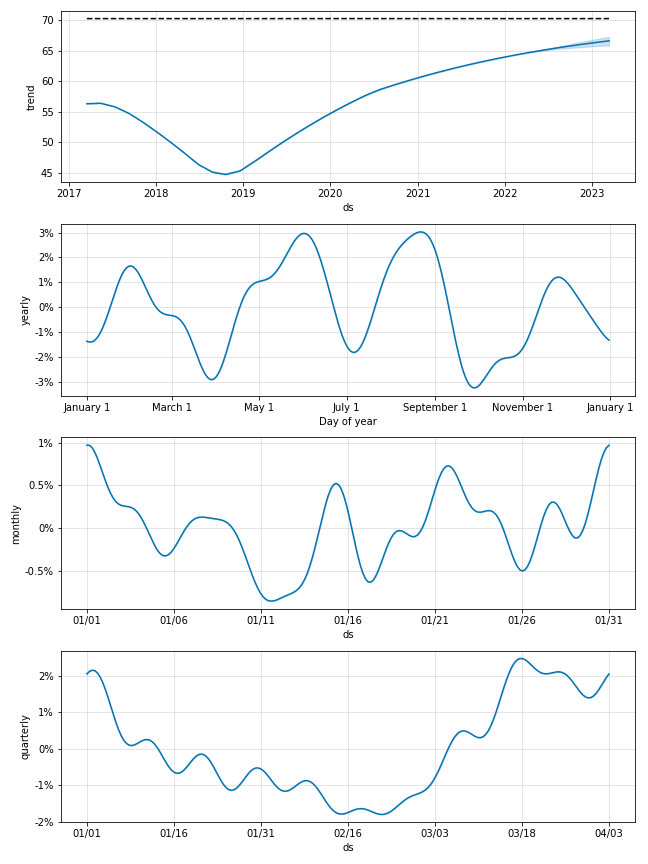 70
65
60
55
50
45
trend
2017
2018
2019
2020
2021
2022
2023
ds
3%
2%
1%
0%
-1%
-2%
-3%
yearly
January 1
March 1
May 1
July 1
September 1
November 1
January 1
Day of year
1%
0.5%
0%
-0.5%
monthly
01/01
01/06
01/11
01/16
01/21
01/26
01/31
ds
2%
1%
0%
-1%
-2%
quarterly
01/01
01/16
01/31
02/16
03/03
03/18
04/03
ds